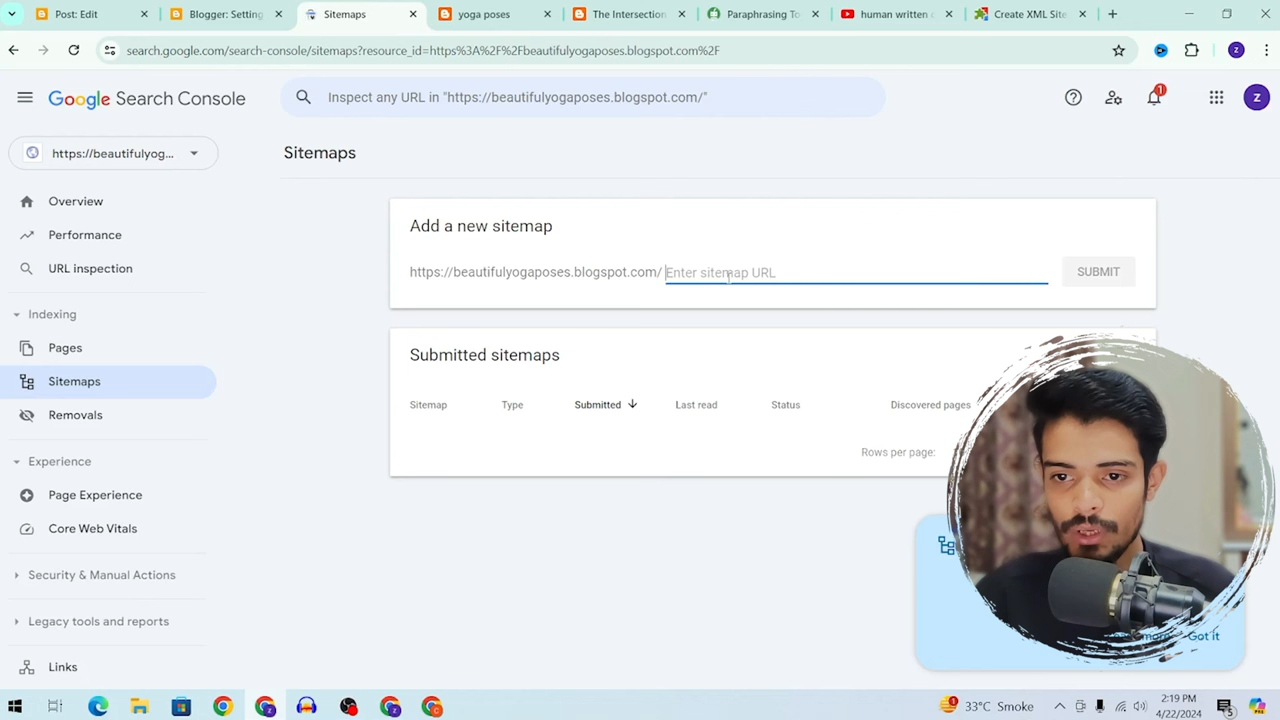 Post: Edit
Blogger: Setting
Sitemaps
yoga poses
The Intersection
Paraphrasing To
human written c
Create XML Site
search.google.com/search-console/sitemaps?resource_id=https%3A%2F%2Fbeautifulyogaposes.blogspot.com%2F
Google Search Console
Inspect any URL in "https://beautifulyogaposes.blogspot.com/"
1
z
https://beautifulyog...
Sitemaps
Overview
Performance
URL inspection
Indexing
Pages
Sitemaps
Removals
Experience
Page Experience
Core Web Vitals
Security & Manual Actions
Legacy tools and reports
Links
Add a new sitemap
https://beautifulyogaposes.blogspot.com/ Enter sitemap URL
SUBMIT
Submitted sitemaps
Sitemap Type Submitted Last read Status Discovered pages
Rows per page:
Got it
33°C Smoke
2:19 PM
4/22/2024
5